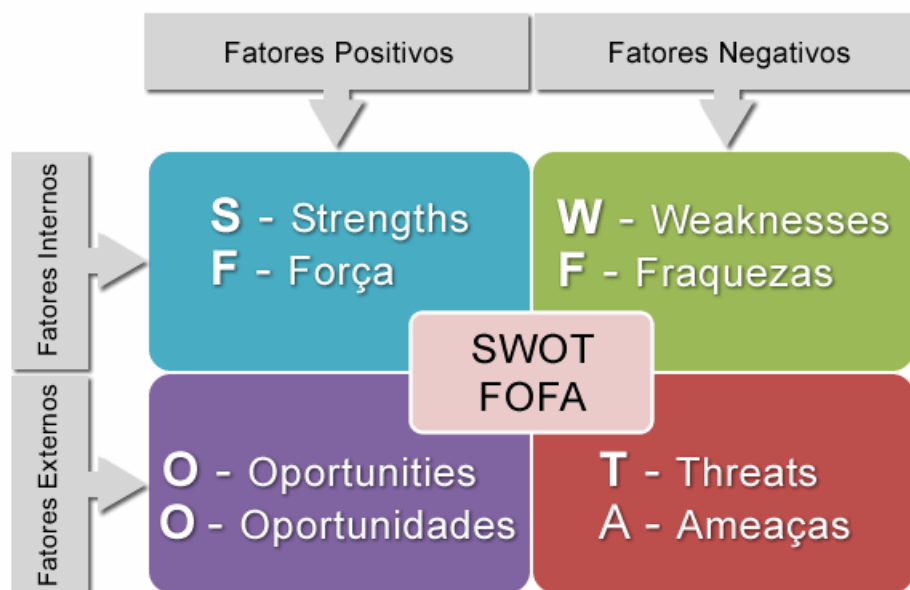 Fatores Positivos
Fatores Negativos
Fatores Internos
S - Strengths
F - Força
W - Weaknesses
F - Fraquezas
SWOT
FOFA
Fatores Externos
O - Oportunities
O - Oportunidades
T - Threats
A - Ameaças